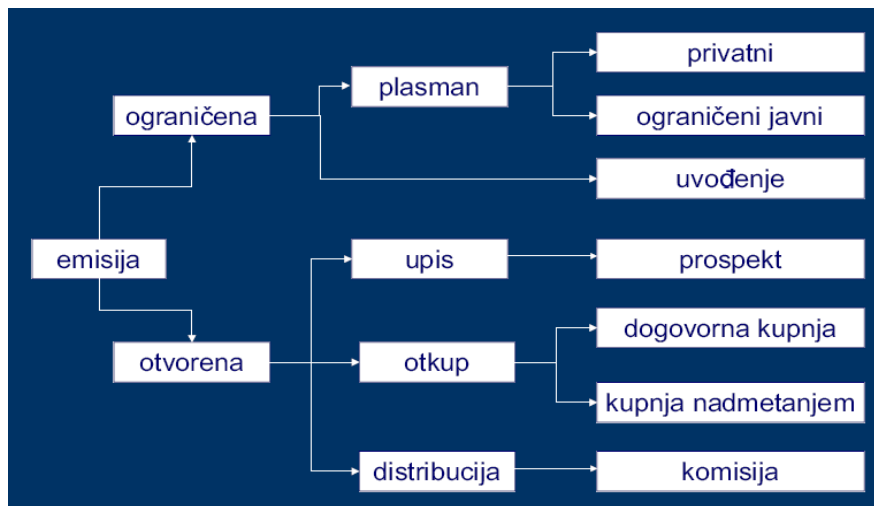 privatni
plasman
ograničena
ograničeni javni
uvođenje
emisija
upis
prospekt
dogovorna kupnja
otvorena
otkup
kupnja nadmetanjem
distribucija
komisija